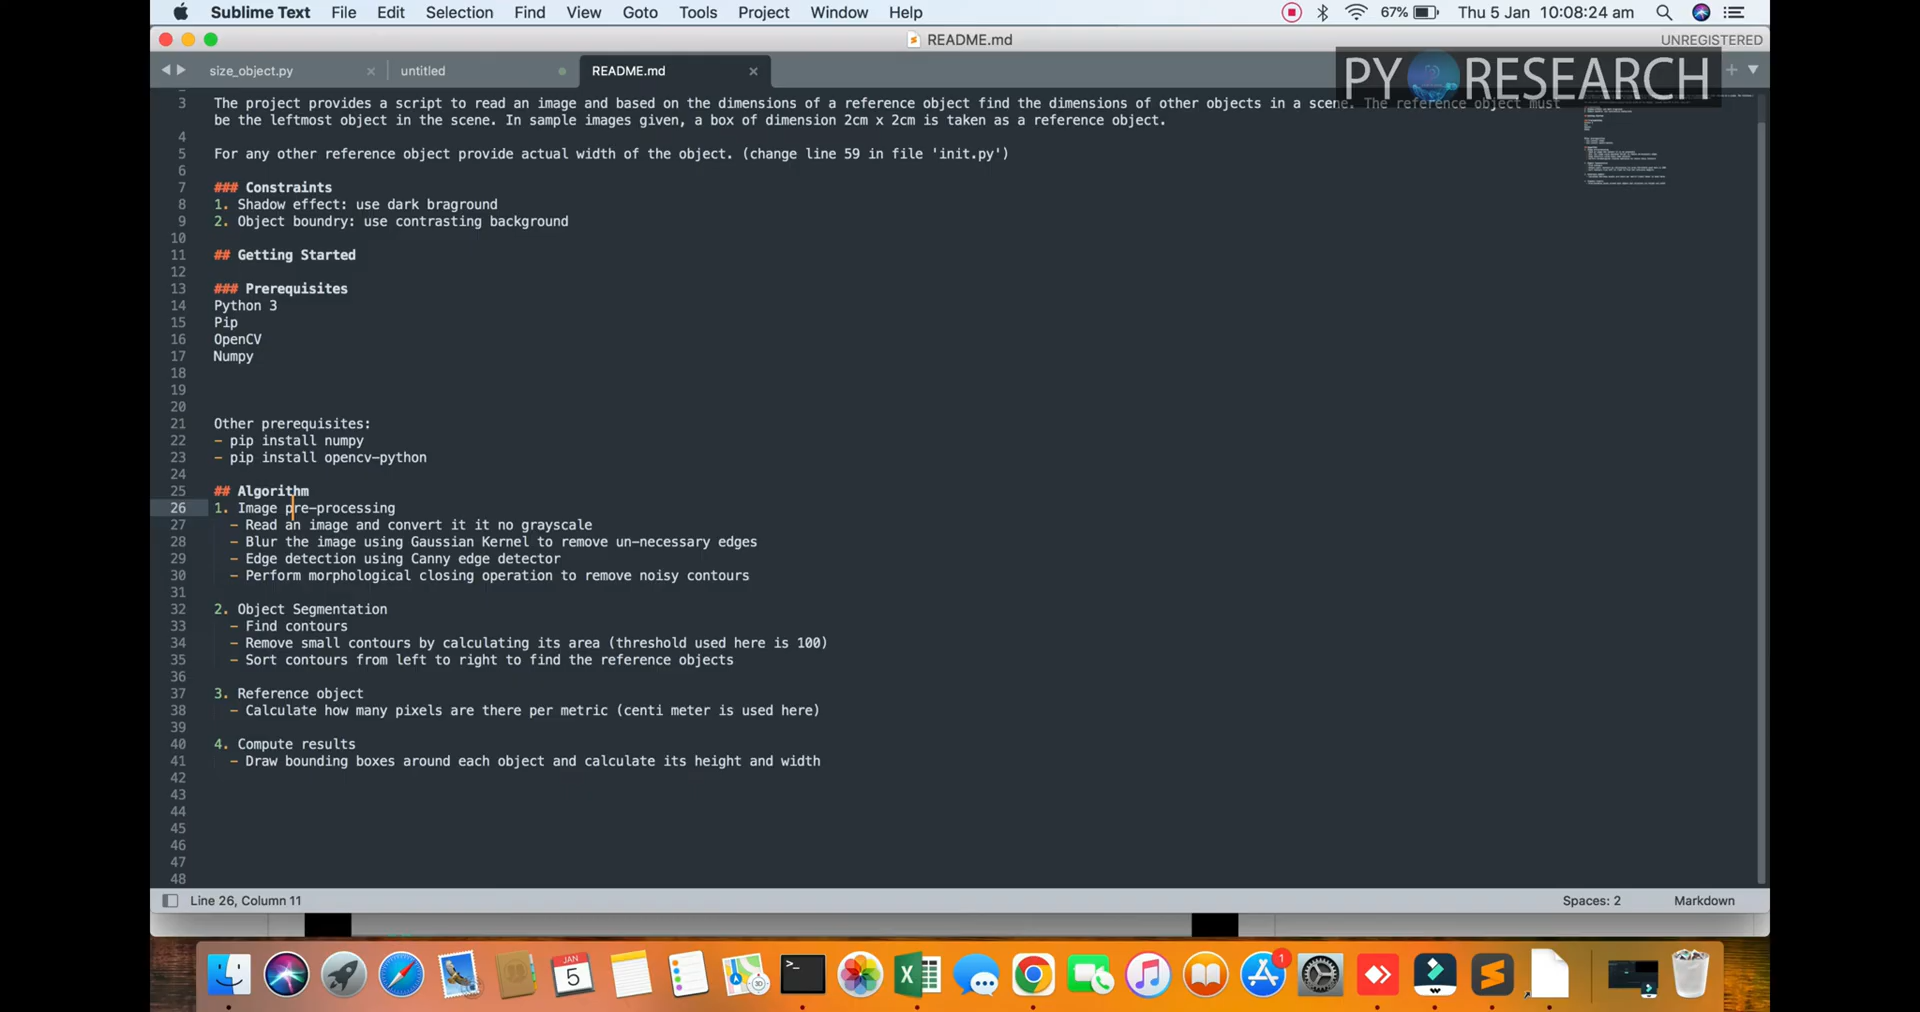 Sublime Text File Edit Selection Find View Goto Tools Project Window Help 67% Thu 5 Jan 10:08:24 am
README.md UNREGISTERED
size_object.py untitled README.md
PY RESEARCH
3 The project provides a script to read an image and based on the dimensions of a reference object find the dimensions of other objects in a scene. The reference object must
be the leftmost object in the scene. In sample images given, a box of dimension 2cm x 2cm is taken as a reference object.
4
5 For any other reference object provide actual width of the object. (change line 59 in file 'init.py')
6
7 ### Constraints
8 1. Shadow effect: use dark braground
9 2. Object boundry: use contrasting background
10
11 ## Getting Started
12
13 ### Prerequisites
14 Python 3
15 Pip
16 OpenCV
17 Numpy
18
19
20
21 Other prerequisites:
22 - pip install numpy
23 - pip install opencv-python
24
25 ## Algorithm
26 1. Image pre-processing
27 - Read an image and convert it it no grayscale
28 - Blur the image using Gaussian Kernel to remove un-necessary edges
29 - Edge detection using Canny edge detector
30 - Perform morphological closing operation to remove noisy contours
31
32 2. Object Segmentation
33 - Find contours
34 - Remove small contours by calculating its area (threshold used here is 100)
35 - Sort contours from left to right to find the reference objects
36
37 3. Reference object
38 - Calculate how many pixels are there per metric (centi meter is used here)
39
40 4. Compute results
41 - Draw bounding boxes around each object and calculate its height and width
42
43
44
45
46
47
48
Line 26, Column 11 Spaces: 2 Markdown
JAN
5
1